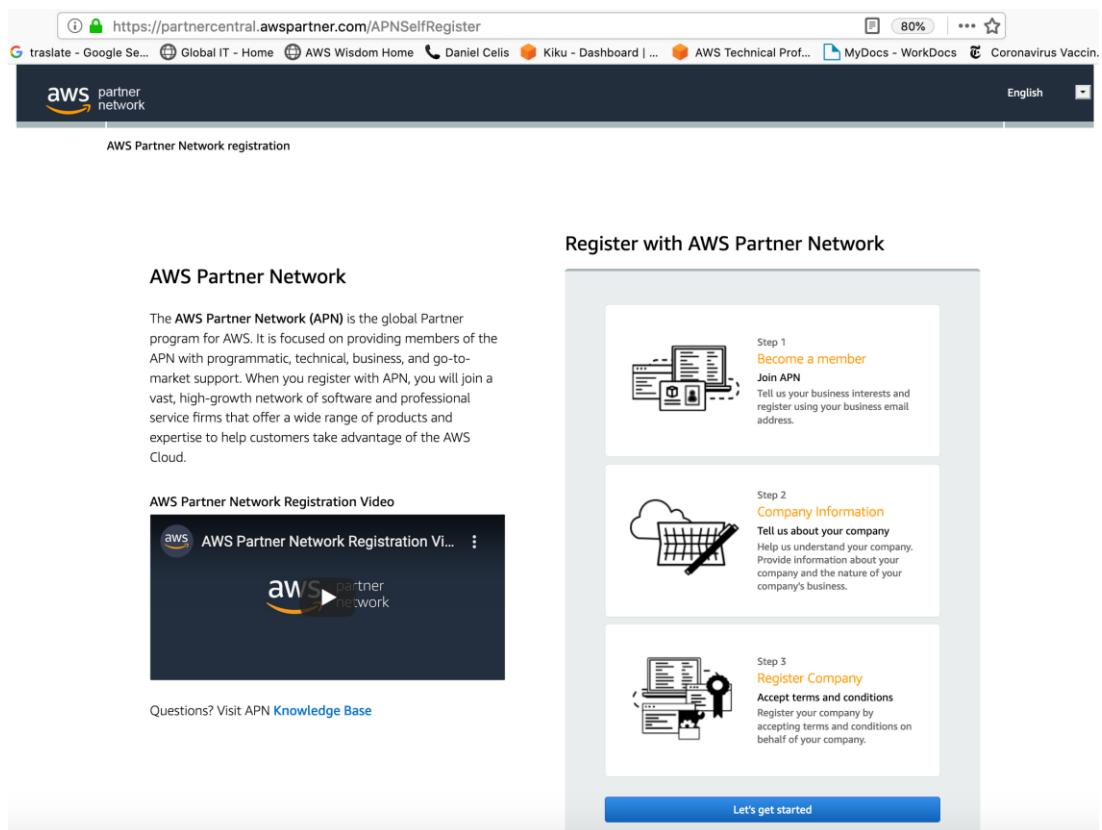 https://partnercentral.awspartner.com/APNSelfRegister
80%
traslate - Google Se...
Global IT - Home
AWS Wisdom Home
Daniel Celis
Kiku - Dashboard | ...
AWS Technical Prof...
MyDocs - WorkDocs
Coronavirus Vaccin.
aws partner
network
English
AWS Partner Network registration
AWS Partner Network
The AWS Partner Network (APN) is the global Partner
program for AWS. It is focused on providing members of the
APN with programmatic, technical, business, and go-to-
market support. When you register with APN, you will join a
vast, high-growth network of software and professional
service firms that offer a wide range of products and
expertise to help customers take advantage of the AWS
Cloud.
AWS Partner Network Registration Video
aws
AWS Partner Network Registration Vi...
aws partner
network
Questions? Visit APN Knowledge Base
Register with AWS Partner Network
Step 1
Become a member
Join APN
Tell us your business interests and
register using your business email
address.
Step 2
Company Information
Tell us about your company
Help us understand your company.
Provide information about your
company and the nature of your
company's business.
Step 3
Register Company
Accept terms and conditions
Register your company by
accepting terms and conditions on
behalf of your company.
Let's get started